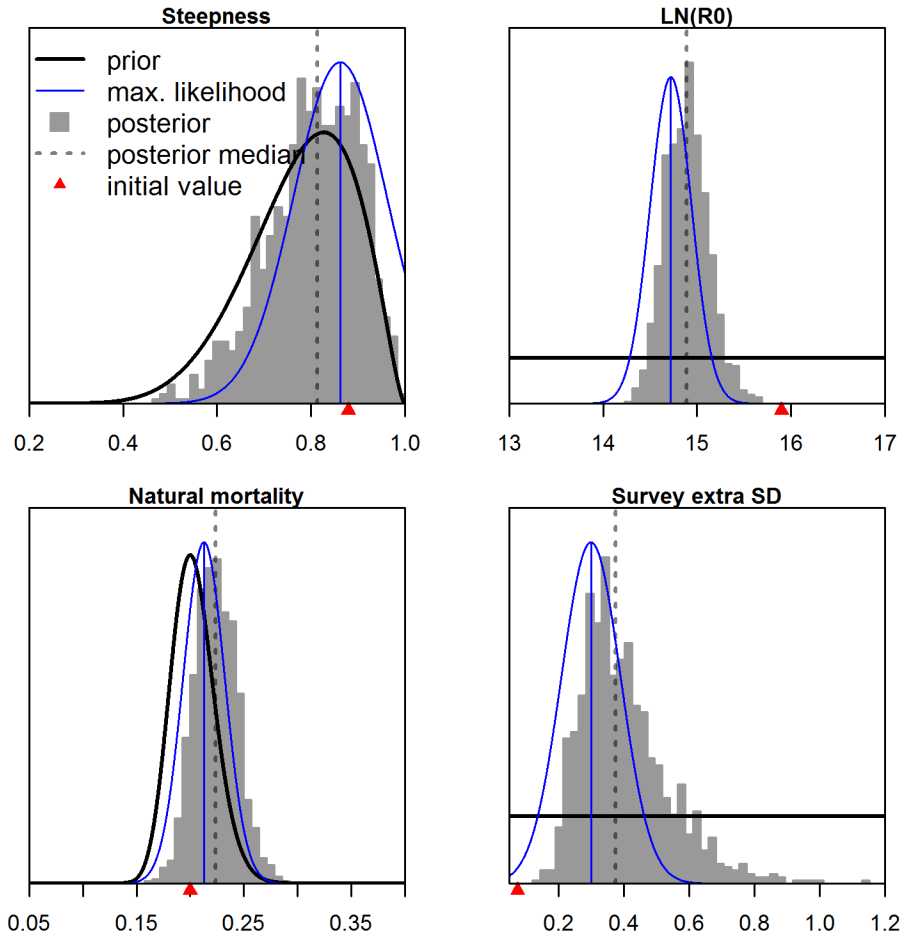 Steepness
prior
max. likelihood
posterior
posterior median
initial value
0.2 0.4 0.6 0.8 1.0
LN(R0)
13 14 15 16 17
Natural mortality
0.05 0.15 0.25 0.35
Survey extra SD
0.2 0.4 0.6 0.8 1.0 1.2